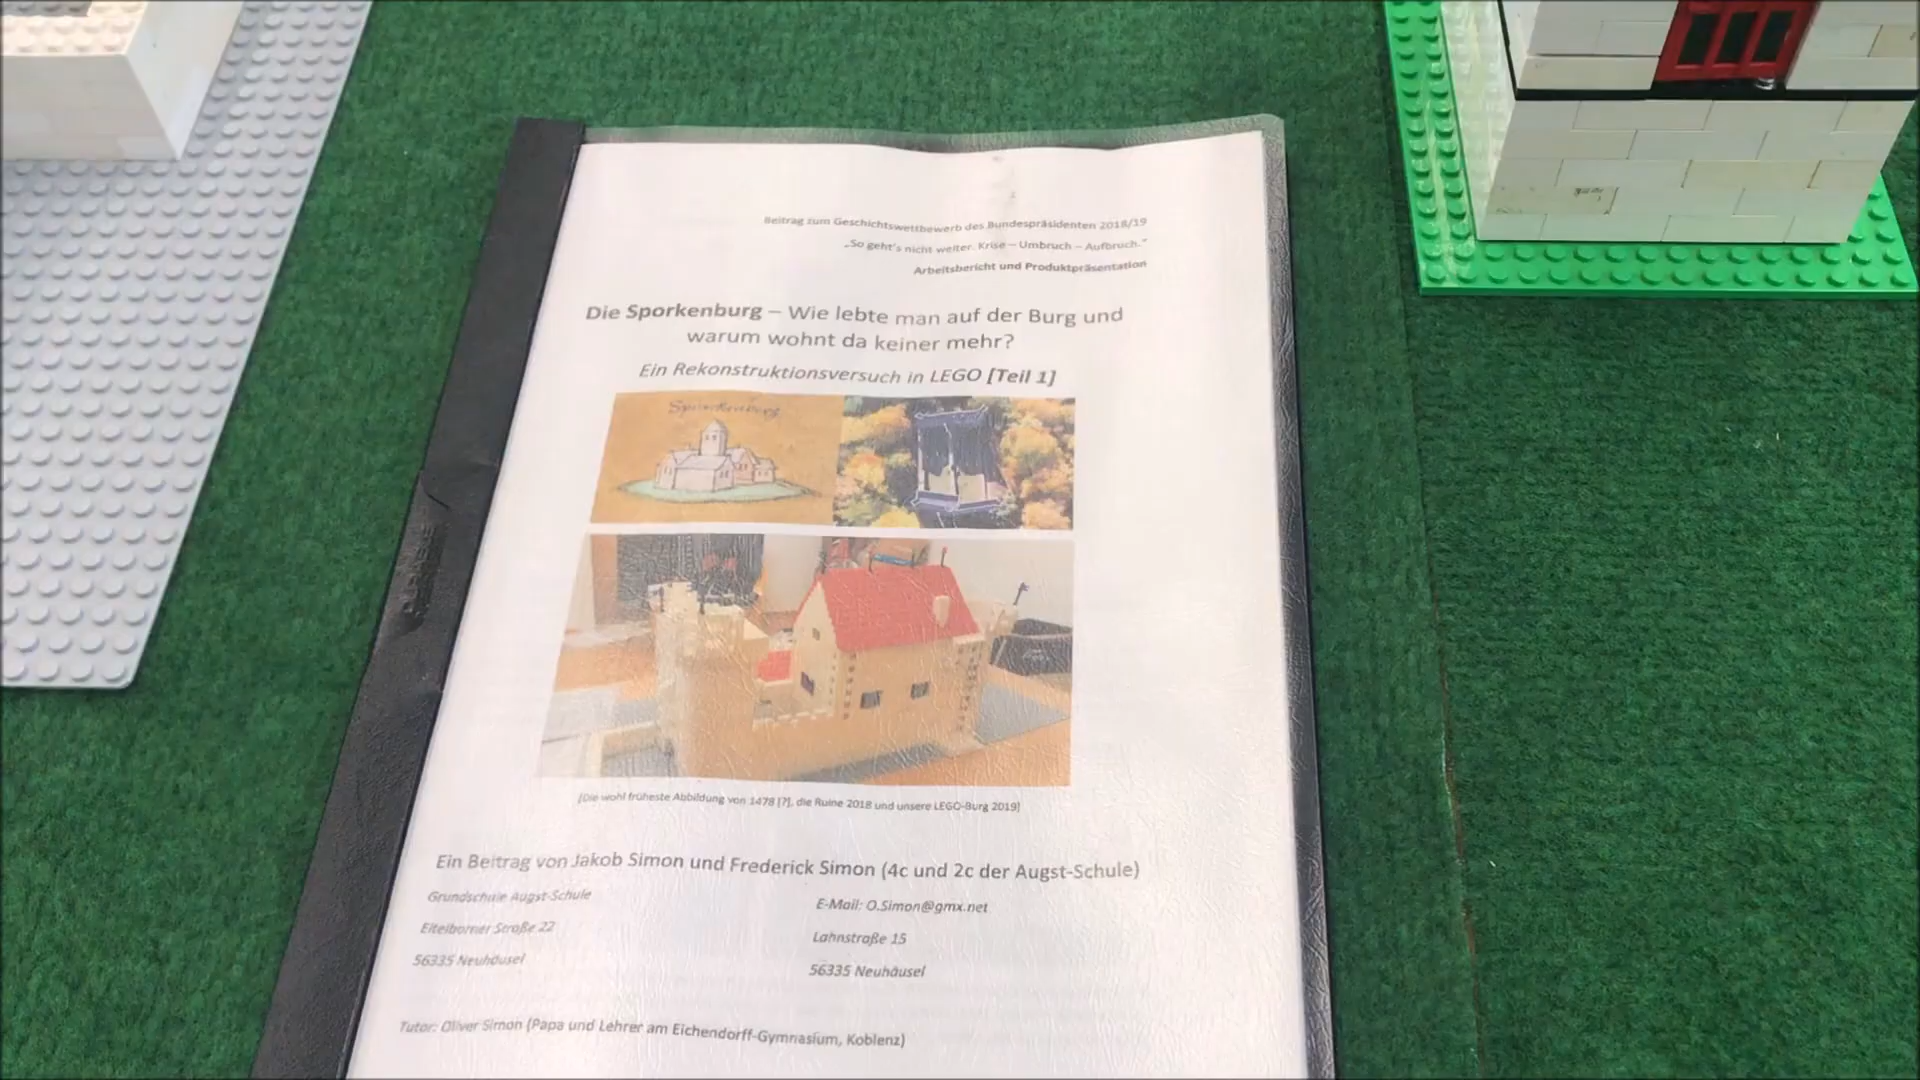 Beitrag zum Geschichtswettbewerb des Bundespräsidenten 2018/19
„So geht's nicht weiter. Krise – Umbruch – Aufbruch."
Arbeitsbericht und Produktpräsentation
Die Sporkenburg – Wie lebte man auf der Burg und
warum wohnt da keiner mehr?
Ein Rekonstruktionsversuch in LEGO [Teil 1]
[Die wohl früheste Abbildung von 1478 [?], die Ruine 2018 und unsere LEGO-Burg 2019]
Ein Beitrag von Jakob Simon und Frederick Simon (4c und 2c der Augst-Schule)
Grundschule Augst-Schule
Eitelborner Straße 22
56335 Neuhäusel
E-Mail: O.Simon@gmx.net
Lahnstraße 15
56335 Neuhäusel
Tutor: Oliver Simon (Papa und Lehrer am Eichendorff-Gymnasium, Koblenz)